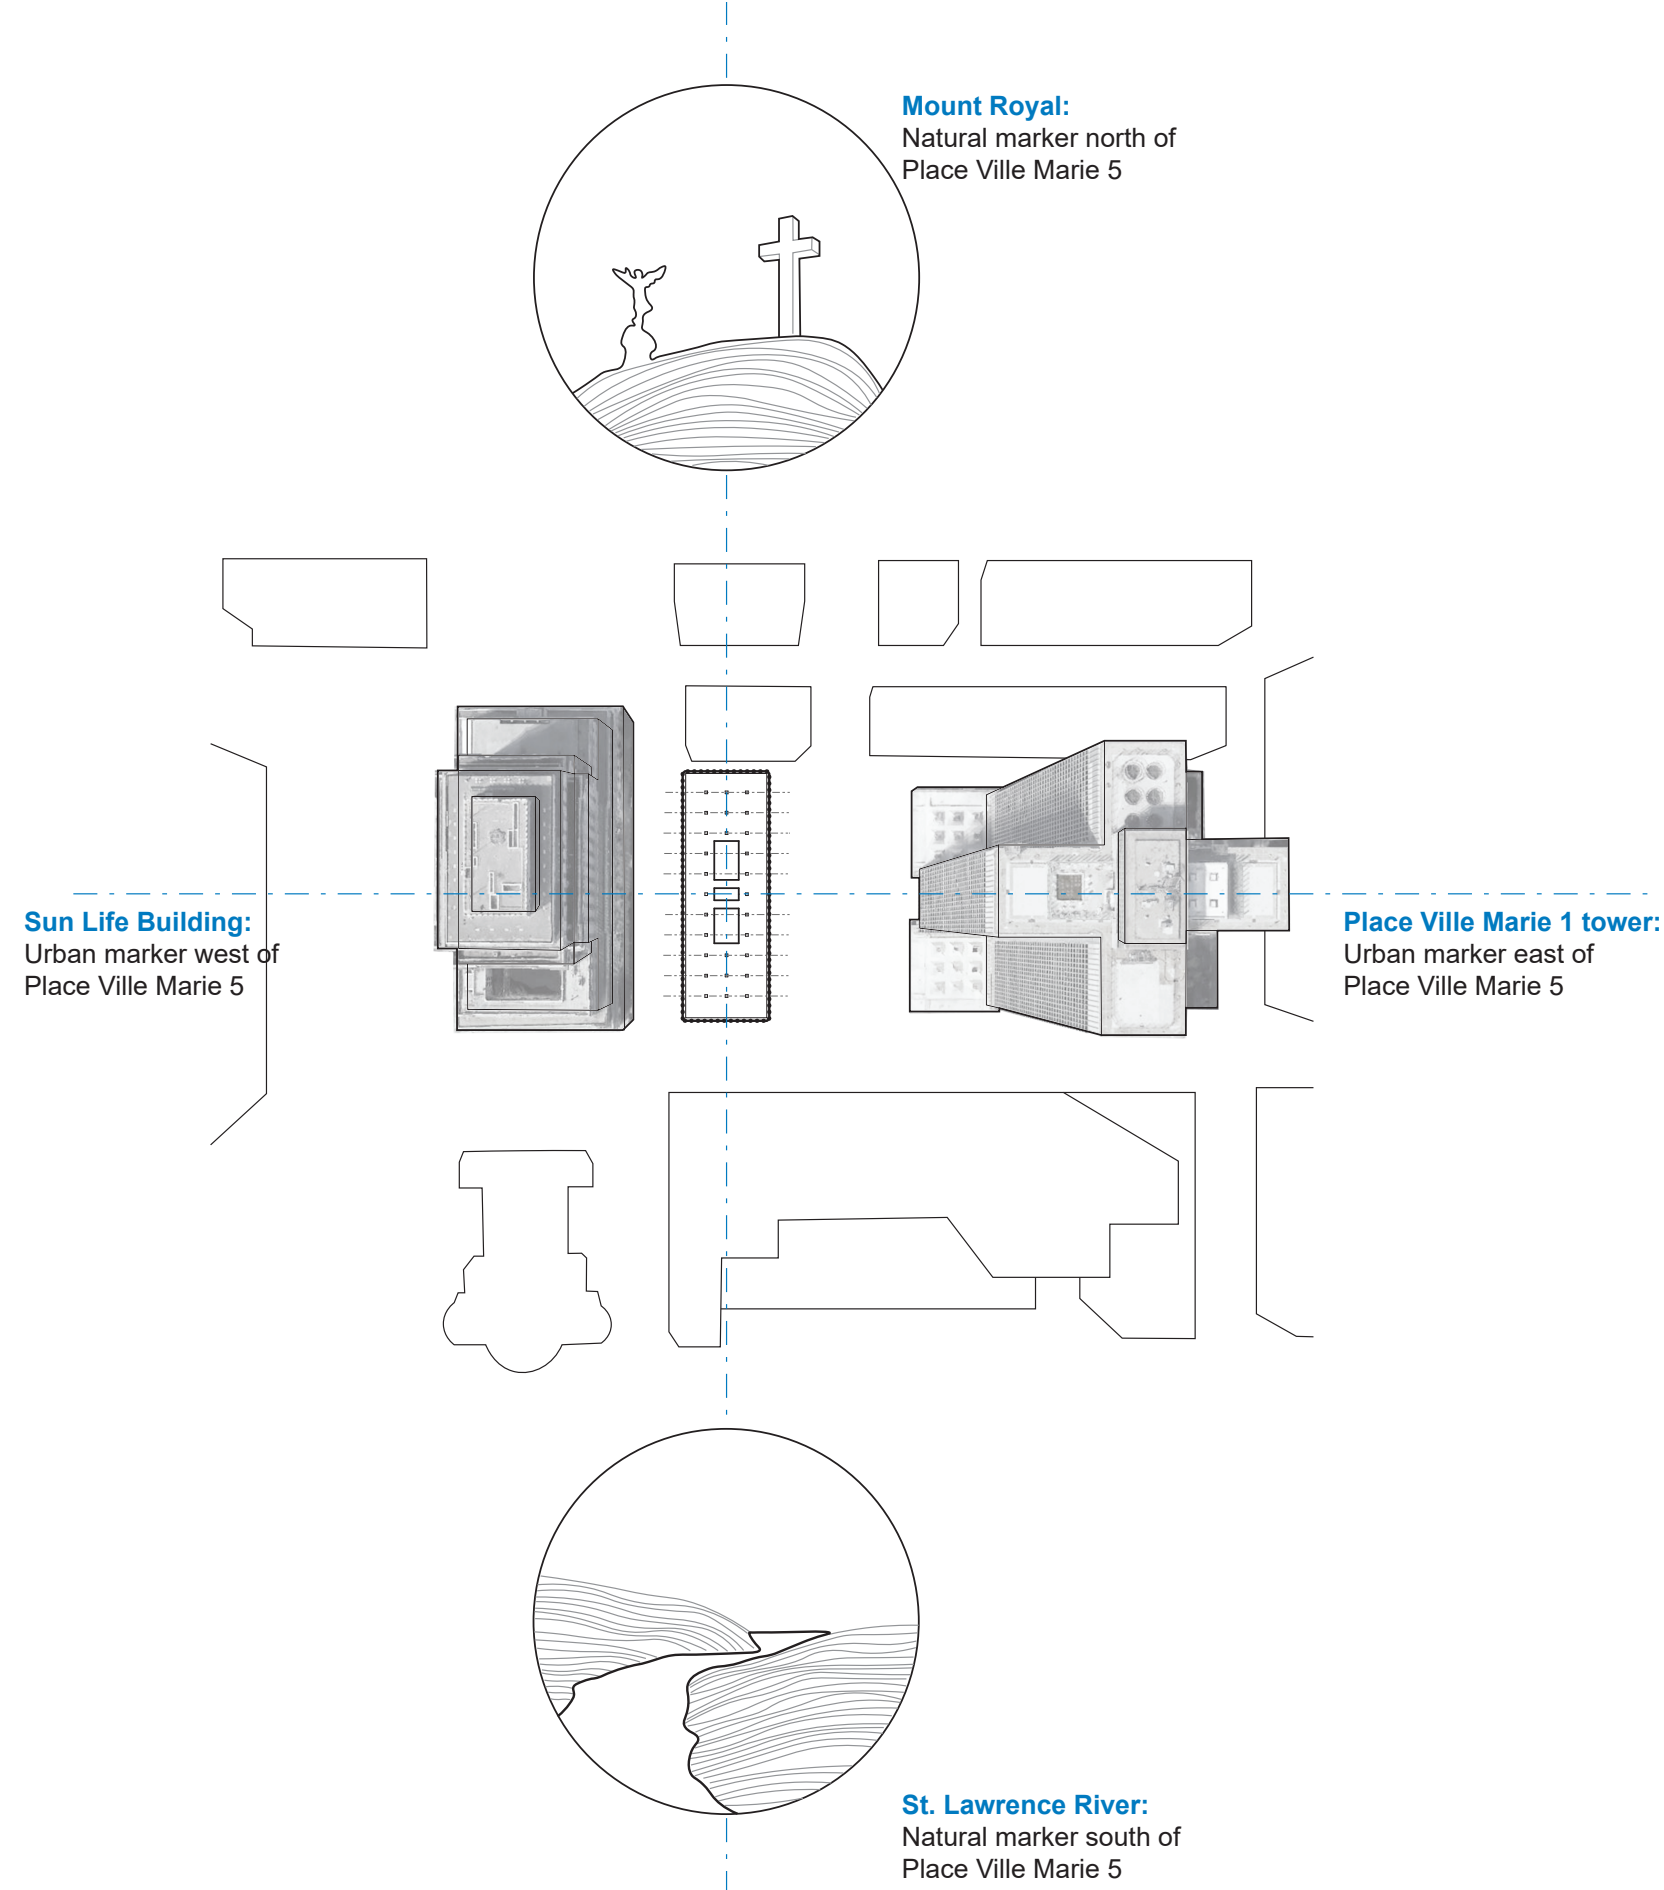 Mount Royal:
Natural marker north of
Place Ville Marie 5
Sun Life Building:
Urban marker west of
Place Ville Marie 5
Place Ville Marie 1 tower:
Urban marker east of
Place Ville Marie 5
St. Lawrence River:
Natural marker south of
Place Ville Marie 5